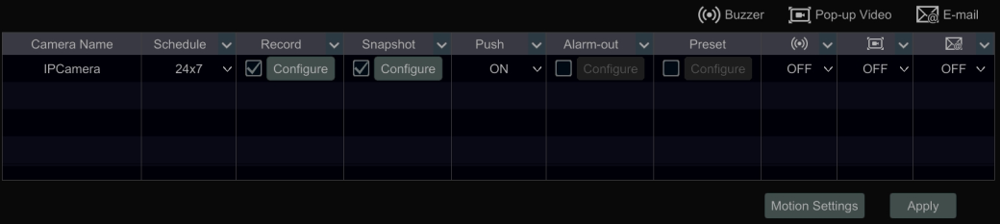 Buzzer Pop-up Video E-mail
Camera Name Schedule Record Snapshot Push Alarm-out Preset
IPCamera 24x7 Configure Configure ON Configure Configure OFF OFF OFF
Motion Settings Apply